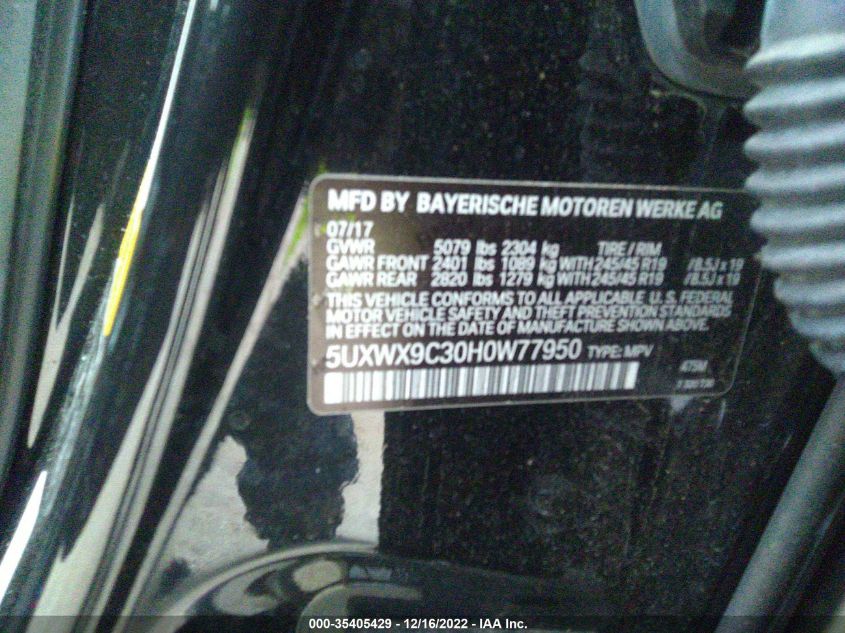 MFD BY BAYERISCHE MOTOREN WERKE AG
07/17
GVWR 5079 lbs 2304 kg TIRE / RIM
GAWR FRONT 2401 lbs 1089 kg WITH 245/45 R19 /8.5J x 19
GAWR REAR 2820 lbs 1279 kg WITH 245/45 R19 /8.5J x 19
THIS VEHICLE CONFORMS TO ALL APPLICABLE U.S. FEDERAL
MOTOR VEHICLE SAFETY AND THEFT PREVENTION STANDARDS
IN EFFECT ON THE DATE OF MANUFACTURE SHOWN ABOVE.
5UXWX9C30H0W77950 TYPE: MPV
475M
000-35405429 - 12/16/2022 - IAA Inc.